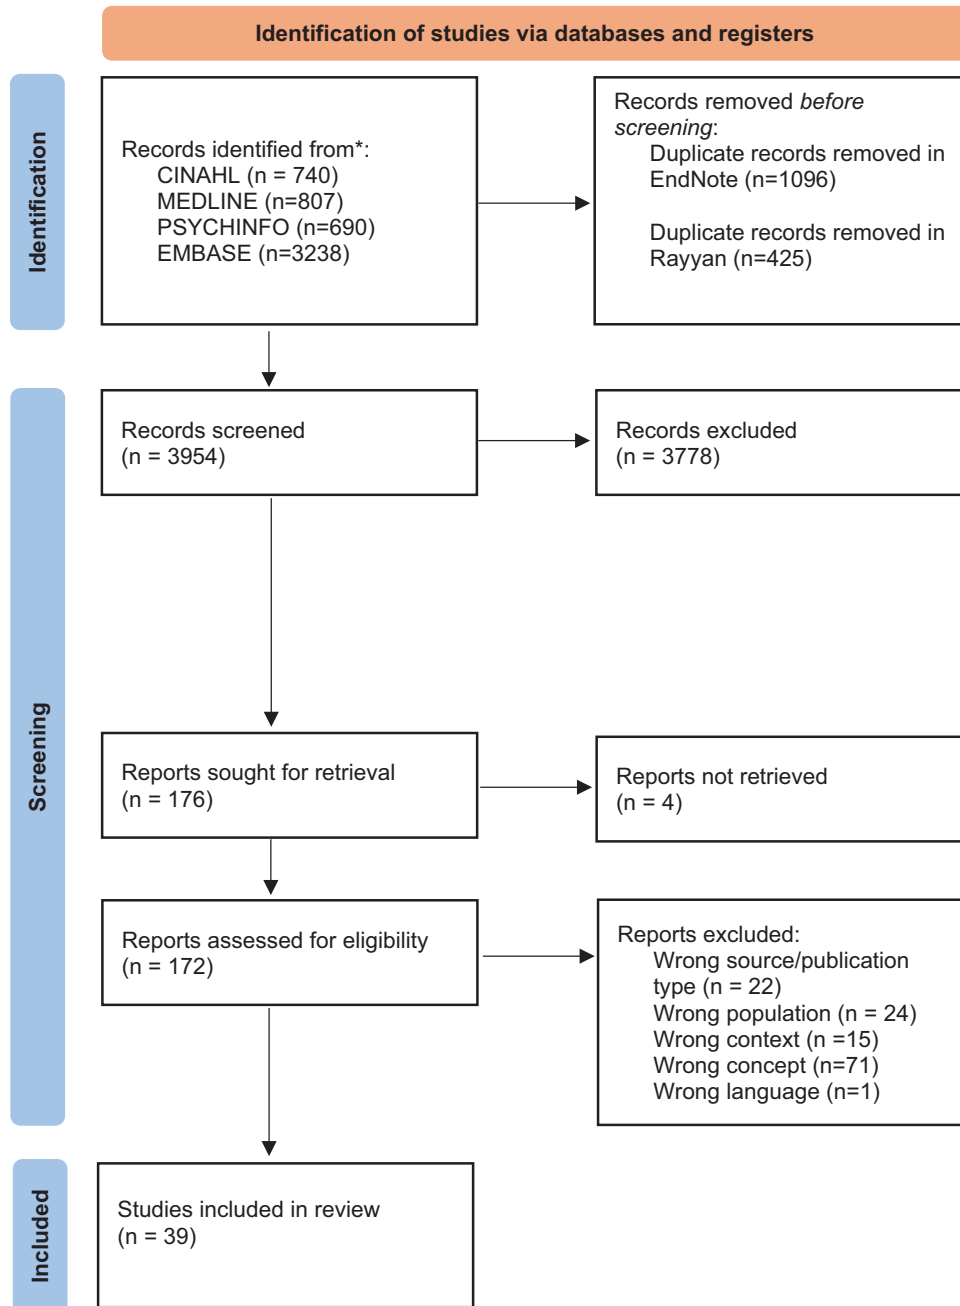 Identification of studies via databases and registers
Identification
Records identified from*:
CINAHL (n = 740)
MEDLINE (n=807)
PSYCHINFO (n=690)
EMBASE (n=3238)
Records removed before
screening:
Duplicate records removed in
EndNote (n=1096)
Duplicate records removed in
Rayyan (n=425)
Screening
Records screened
(n = 3954)
Records excluded
(n = 3778)
Reports sought for retrieval
(n = 176)
Reports not retrieved
(n = 4)
Reports assessed for eligibility
(n = 172)
Reports excluded:
Wrong source/publication
type (n = 22)
Wrong population (n = 24)
Wrong context (n =15)
Wrong concept (n=71)
Wrong language (n=1)
Included
Studies included in review
(n = 39)